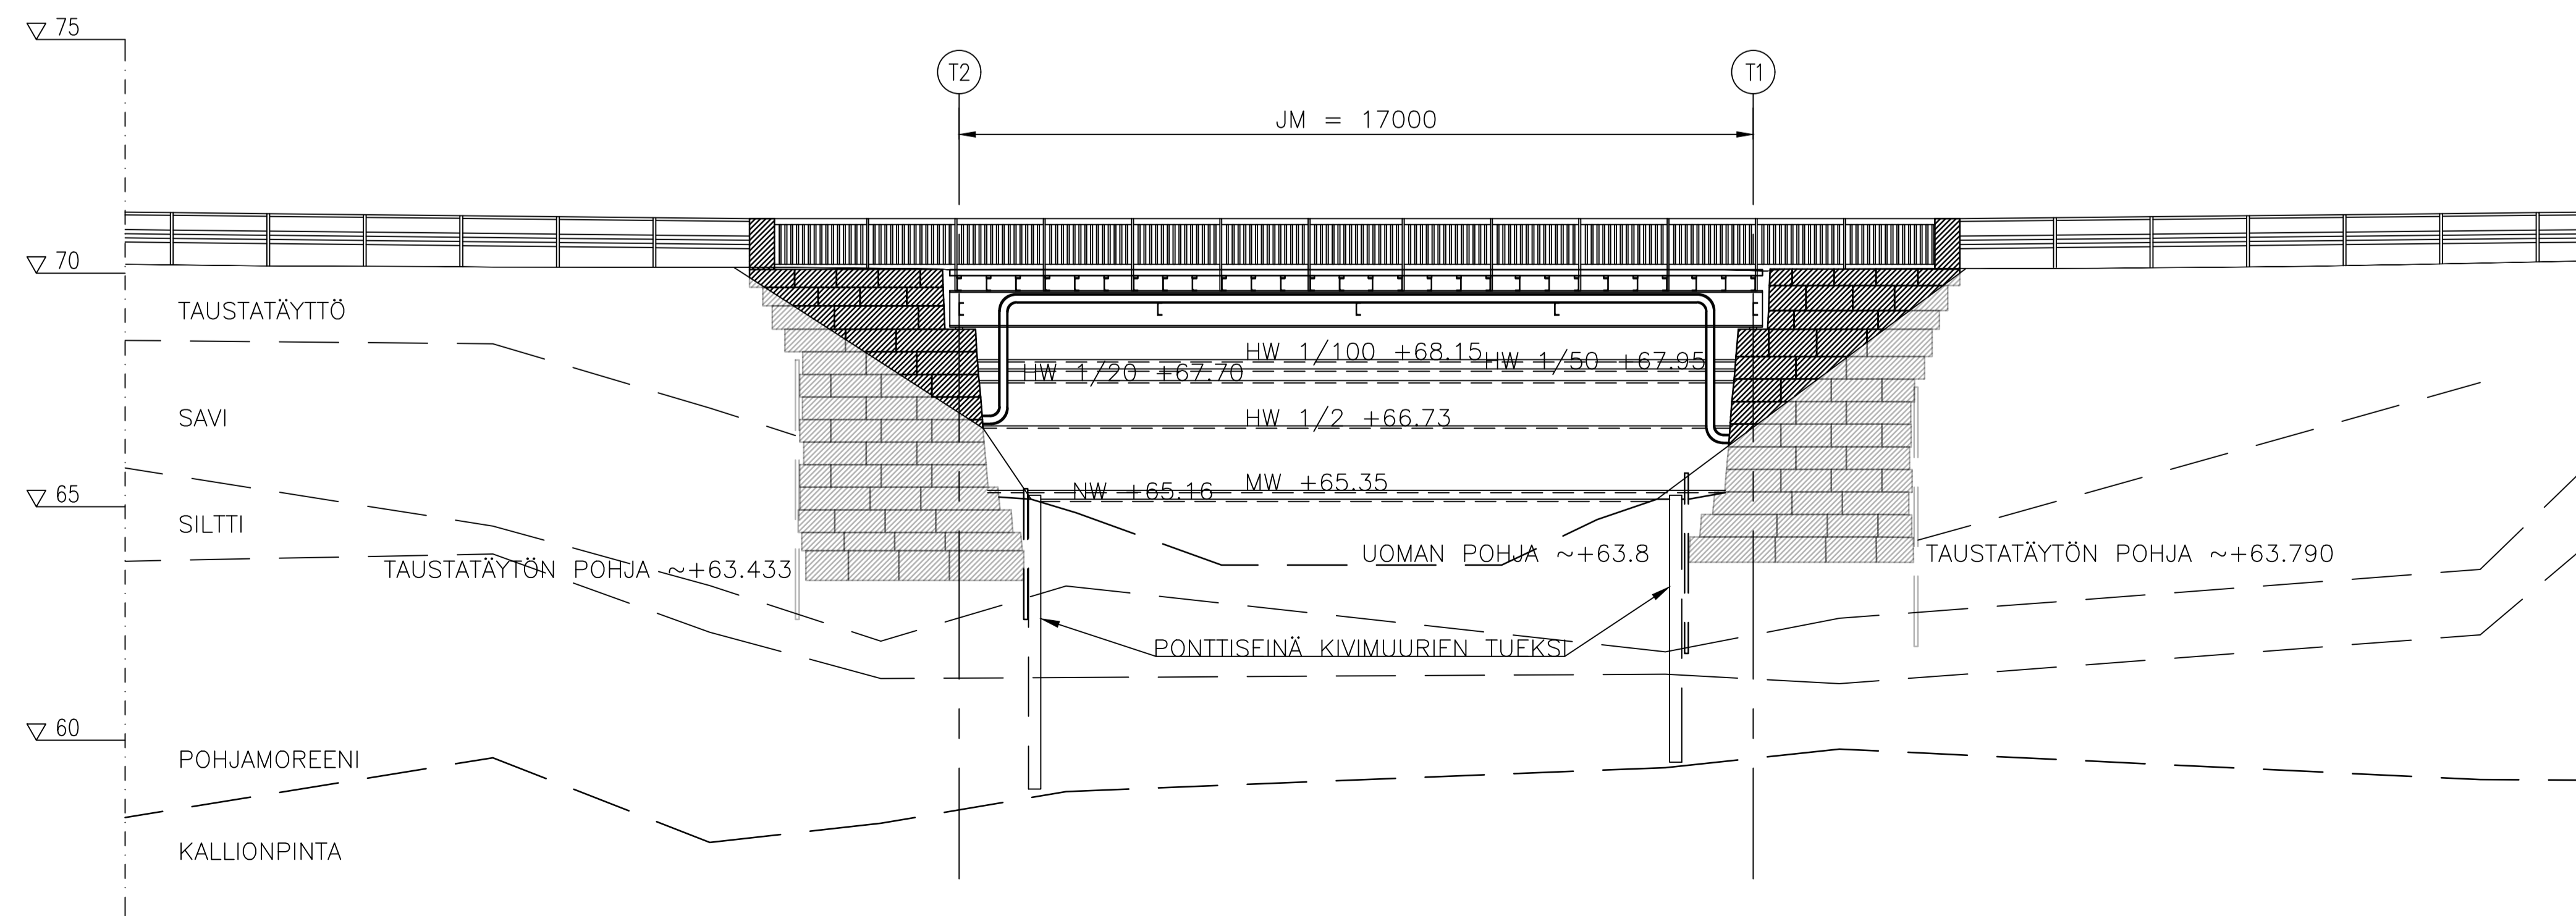 75
T2
T1
JM = 17000
70
TAUSTATÄYTTÖ
HW 1/100 +68.15
HW 1/50 +67.95
HW 1/20 +67.70
SAVI
HW 1/2 +66.73
MW +65.35
NW +65.16
65
SILTTI
UOMAN POHJA ~+63.8
TAUSTATÄYTÖN POHJA ~+63.433
TAUSTATÄYTÖN POHJA ~+63.790
PONTTISEINÄ KIVIMUURIEN TUEKSI
60
POHJAMOREENI
KALLIONPINTA